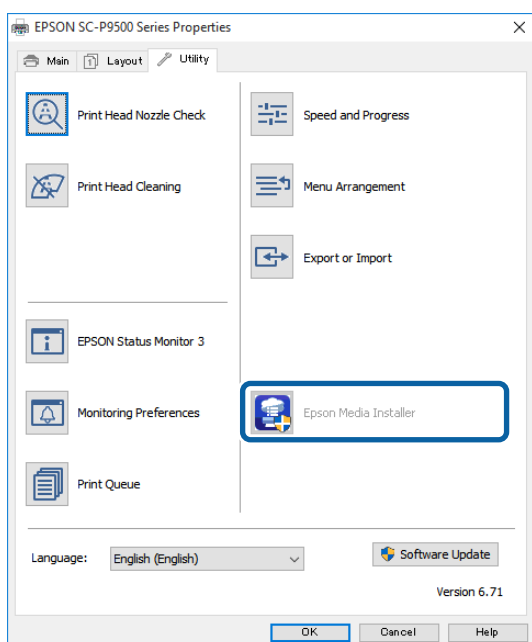 EPSON SC-P9500 Series Properties
Main
Layout
Utility
Print Head Nozzle Check
Speed and Progress
Print Head Cleaning
Menu Arrangement
Export or Import
EPSON Status Monitor 3
Monitoring Preferences
Epson Media Installer
Print Queue
Language:
English (English)
Software Update
Version 6.71
OK
Cancel
Help